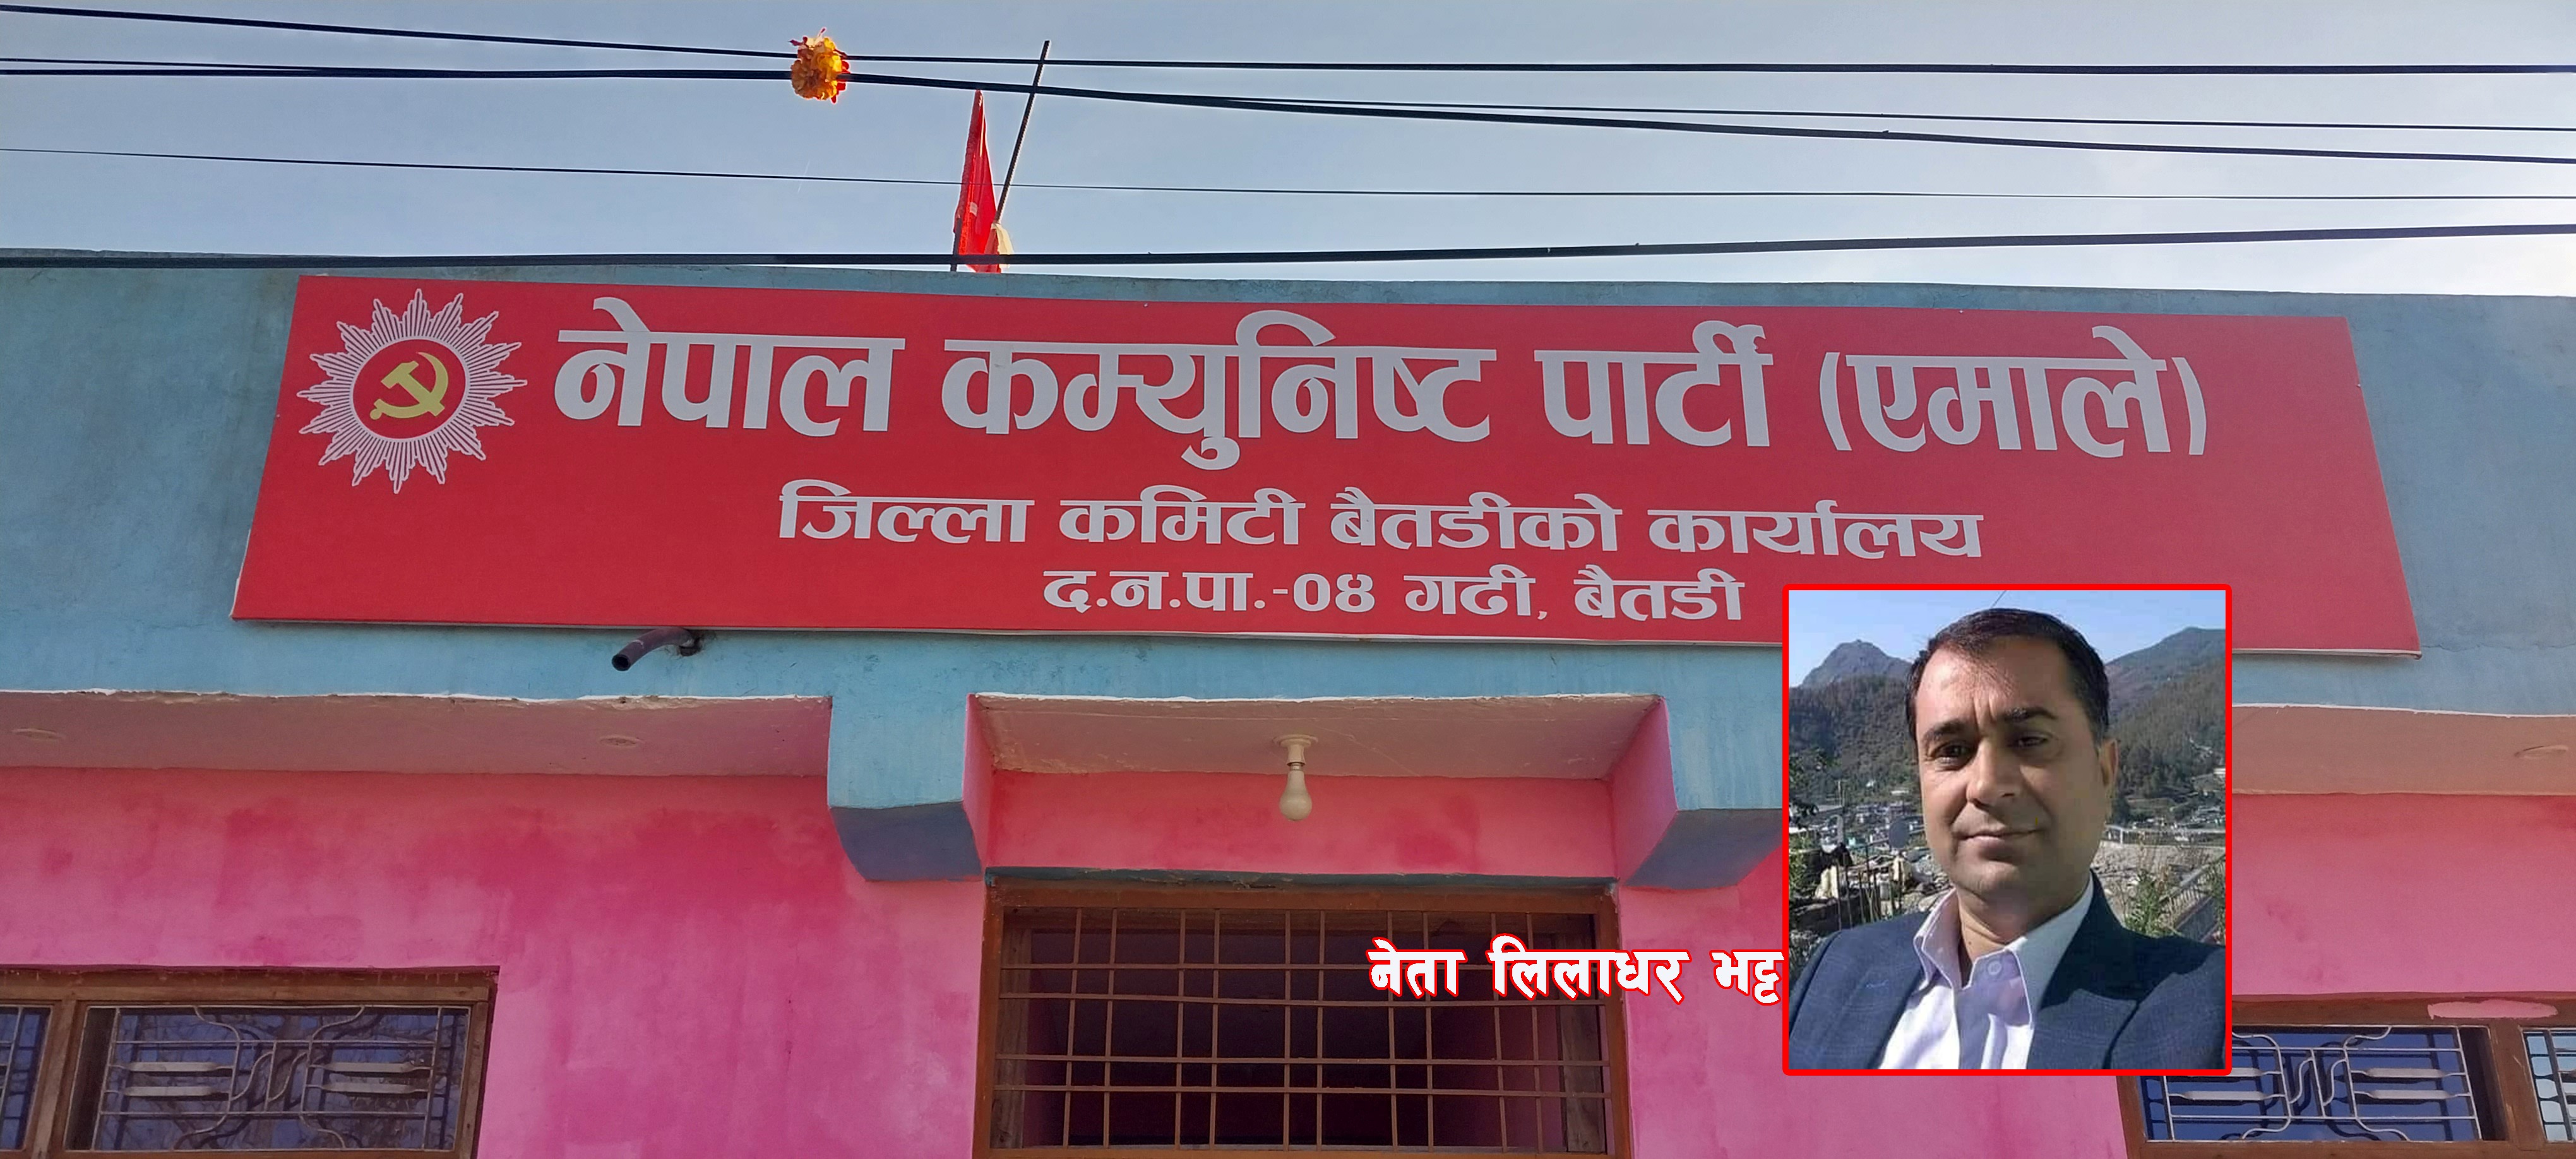 नेपाल कम्युनिष्ट पार्टी (एमाले)
जिल्ला कमिटी बैतडीको कार्यालय
द.न.पा.-०४ गढी, बैतडी
नेता लिलाधर भट्ट